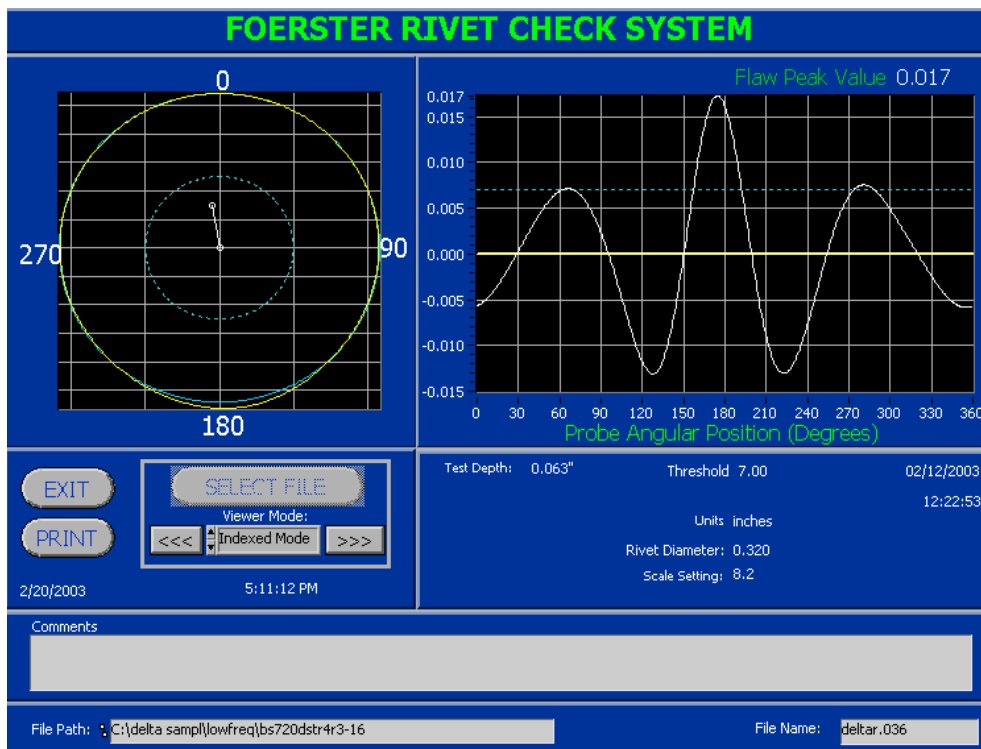 FOERSTER RIVET CHECK SYSTEM
0
270
90
180
Flaw Peak Value 0.017
0.017
0.015
0.010
0.005
0.000
-0.005
-0.010
-0.015
0 30 60 90 120 150 180 210 240 270 300 330 360
Probe Angular Position (Degrees)
EXIT
PRINT
SELECT FILE
Viewer Mode:
<<< Indexed Mode >>>
2/20/2003 5:11:12 PM
Test Depth: 0.063" Threshold 7.00 02/12/2003
12:22:53
Units inches
Rivet Diameter: 0.320
Scale Setting: 8.2
Comments
File Path: C:\delta sampl\lowfreq\bs720dstr4r3-16 File Name: deltar.036